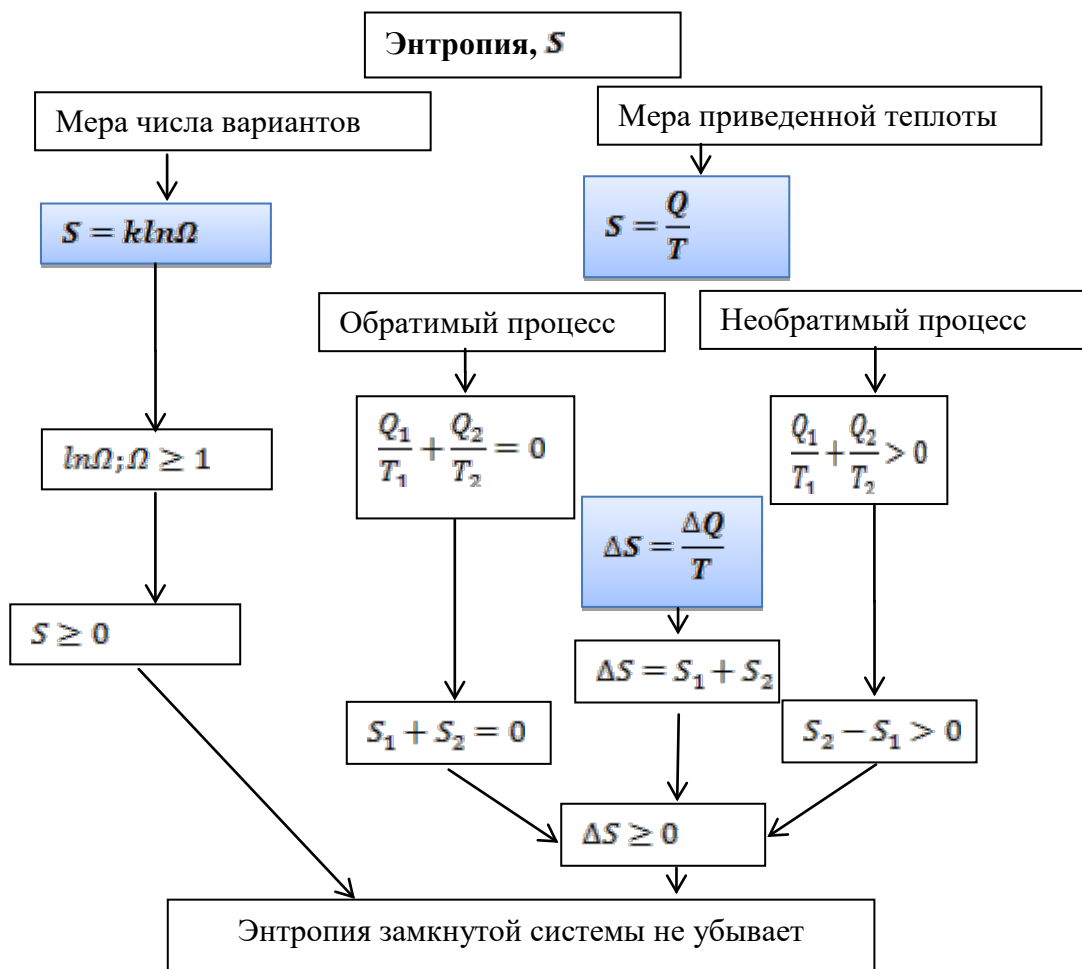 Энтропия, S
Мера числа вариантов
Мера приведенной теплоты
S = klnΩ
S = Q/T
Обратимый процесс
Необратимый процесс
Q₁/T₁ + Q₂/T₂ = 0
Q₁/T₁ + Q₂/T₂ > 0
lnΩ; Ω ≥ 1
ΔS = ΔQ/T
S ≥ 0
ΔS = S₁ + S₂
S₁ + S₂ = 0
S₂ − S₁ > 0
ΔS ≥ 0
Энтропия замкнутой системы не убывает